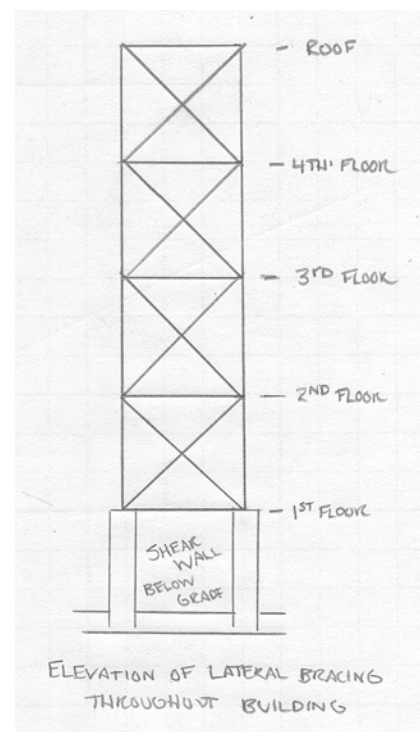 ROOF
4TH FLOOR
3RD FLOOR
2ND FLOOR
1ST FLOOR
SHEAR
WALL
BELOW
GRADE
ELEVATION OF LATERAL BRACING
THROUGHOUT BUILDING